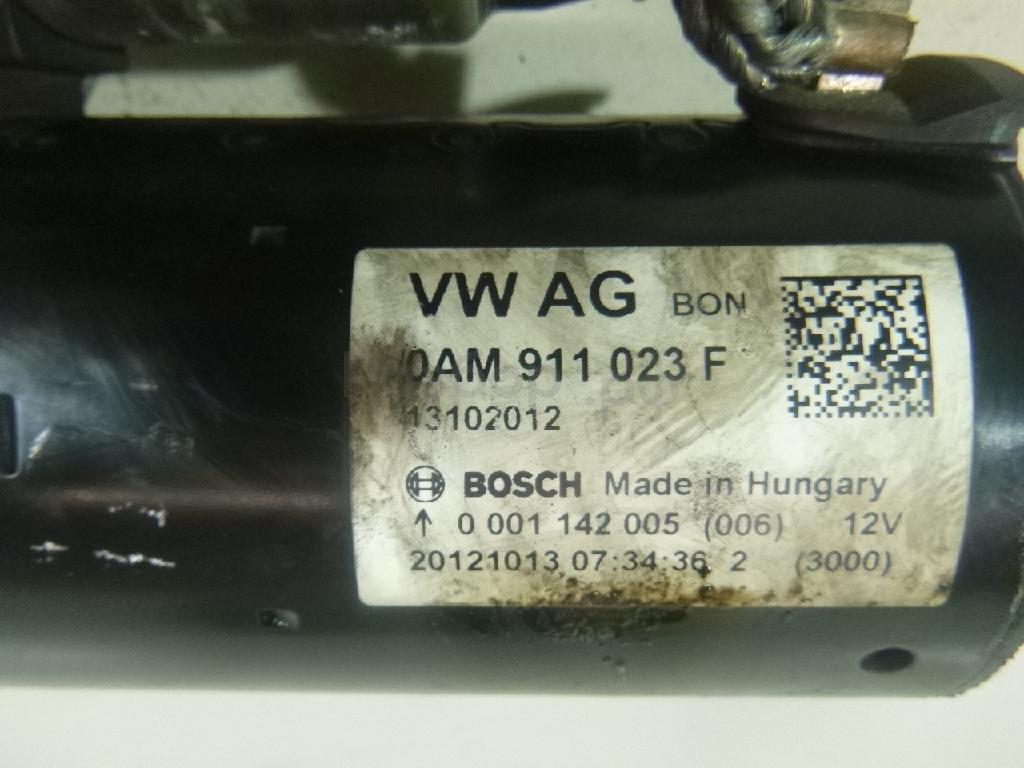 VW AG BON
0AM 911 023 F
13102012
BOSCH Made in Hungary
↑ 0 001 142 005 (006) 12V
20121013 07:34:36 2 (3000)